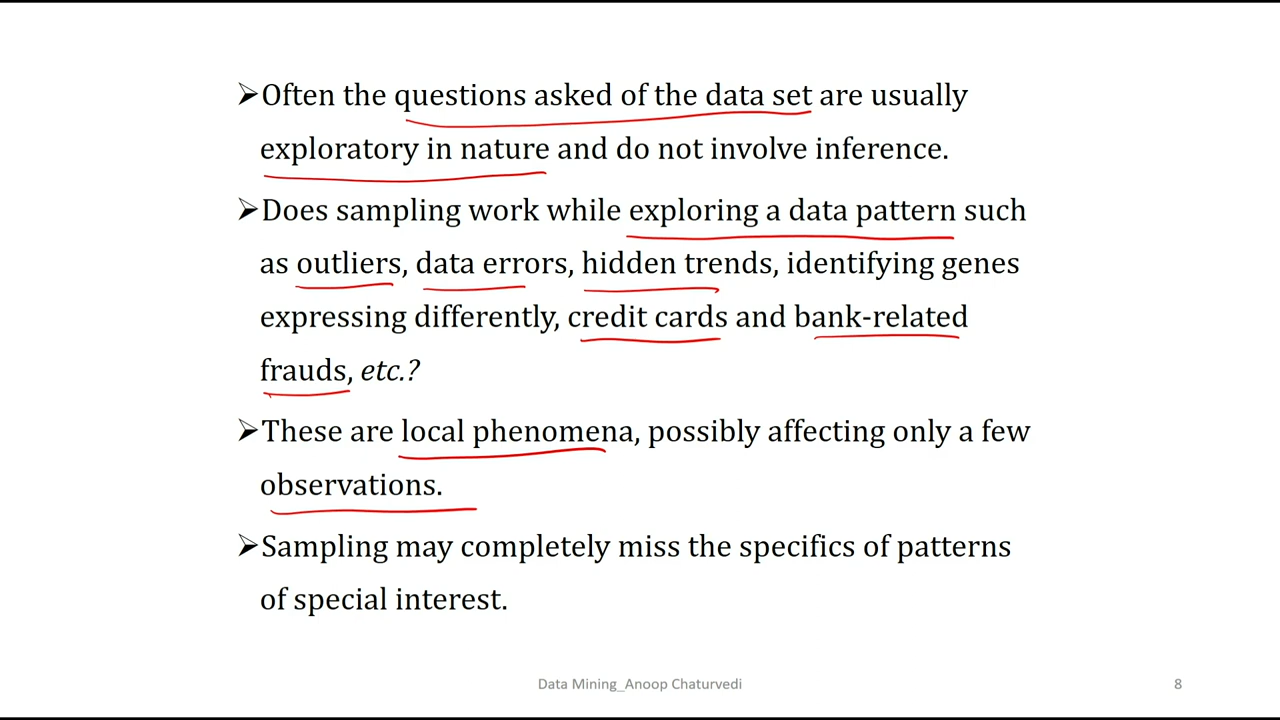 ➢Often the questions asked of the data set are usually
exploratory in nature and do not involve inference.
➢Does sampling work while exploring a data pattern such
as outliers, data errors, hidden trends, identifying genes
expressing differently, credit cards and bank-related
frauds, etc.?
➢These are local phenomena, possibly affecting only a few
observations.
➢Sampling may completely miss the specifics of patterns
of special interest.
Data Mining_Anoop Chaturvedi
8